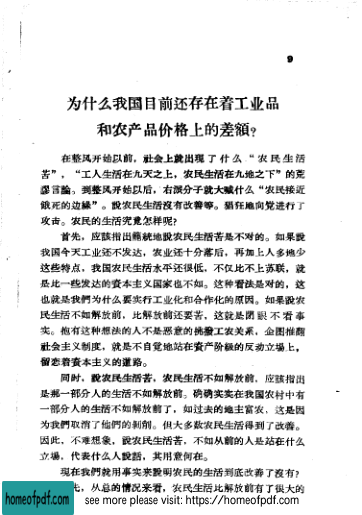 9
为什么我国目前还存在着工业品
和农产品价格上的差額？
在整风开始以前，社会上就出現了什么“农民生活
苦”，“工人生活在九天之上，农民生活在九地之下”的荒
謬言論。到整风开始以后，右派分子就大喊什么“农民接近
餓死的边緣”。說农民生活沒有改善等。猖狂地向党进行了
攻击。农民的生活究竟怎样呢？
首先，应該指出籠統地說农民生活苦是不对的。如果說
我国今天工业还不发达，农业还十分落后，再加上人多地少
这些特点，我国农民生活水平还很低，不仅比不上苏联，就
是比一些发达的資本主义国家也不如。这种看法是对的，这
也就是我們为什么要实行工业化和合作化的原因。如果說农
民生活不如解放前，比解放前还要苦，这就是閉眼不看事
实。抱有这种想法的人不是恶意的挑拨工农关系，企图推翻
社会主义制度，就是不自覚地站在資产阶級的反动立場上，
留恋着資本主义的道路。
同时，說农民生活苦，农民生活不如解放前，应該指出
是那一部分人的生活不如解放前。确确实实在我国农村中有
一部分人的生活不如解放前了，如过去的地主富农，这是因
为我們取消了他們的剥削。但大多数农民生活得到了改善。
因此，不难想象，說农民生活苦，不如从前的人是站在什么
立場，代表什么人說話，其用意何在。
現在我們就用事实来說明农民的生活到底改善了沒有？
先，从总的情况来看，农民生活比解放前有了很大的
homeofpdf.com
see more please visit: https://homeofpdf.com